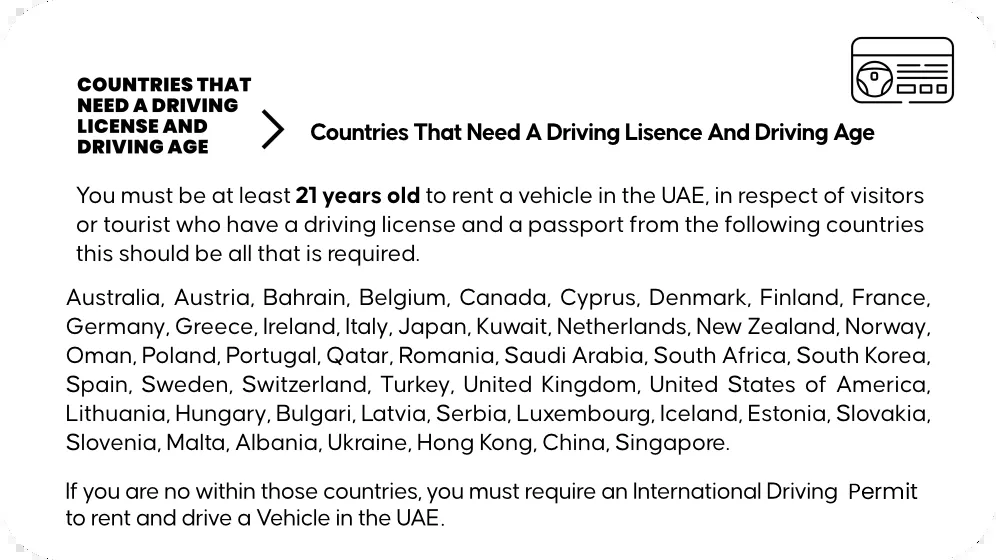 COUNTRIES THAT
NEED A DRIVING
LICENSE AND
DRIVING AGE
Countries That Need A Driving Lisence And Driving Age
You must be at least 21 years old to rent a vehicle in the UAE, in respect of visitors
or tourist who have a driving license and a passport from the following countries
this should be all that is required.
Australia, Austria, Bahrain, Belgium, Canada, Cyprus, Denmark, Finland, France,
Germany, Greece, Ireland, Italy, Japan, Kuwait, Netherlands, New Zealand, Norway,
Oman, Poland, Portugal, Qatar, Romania, Saudi Arabia, South Africa, South Korea,
Spain, Sweden, Switzerland, Turkey, United Kingdom, United States of America,
Lithuania, Hungary, Bulgari, Latvia, Serbia, Luxembourg, Iceland, Estonia, Slovakia,
Slovenia, Malta, Albania, Ukraine, Hong Kong, China, Singapore.
If you are no within those countries, you must require an International Driving Permit
to rent and drive a Vehicle in the UAE.